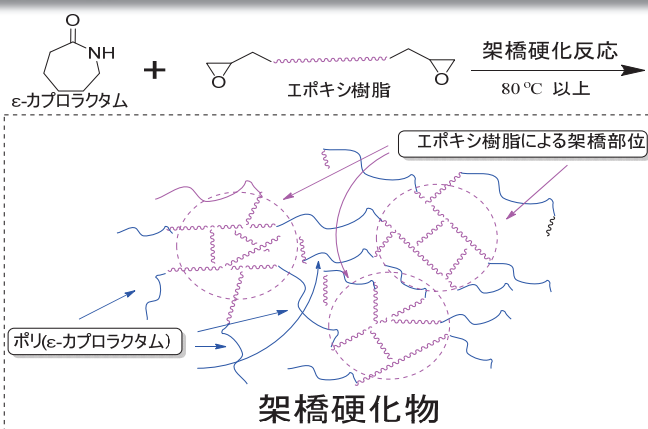 O
NH
ε-カプロラクタム
+
O
O
エポキシ樹脂
架橋硬化反応
80 ℃ 以上
エポキシ樹脂による架橋部位
ポリ(ε-カプロラクタム)
架橋硬化物